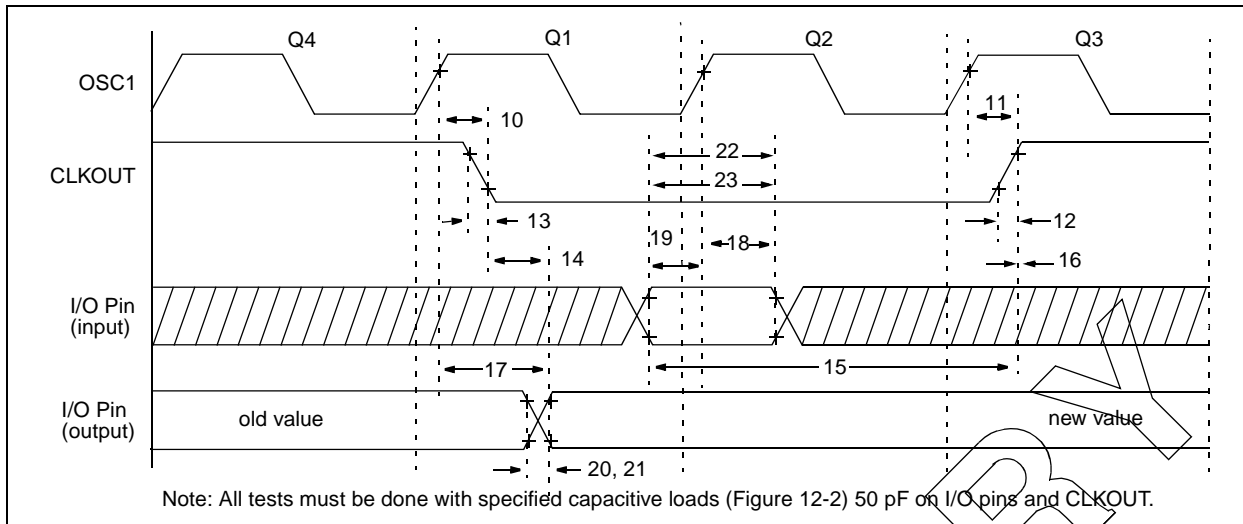 Q4 Q1 Q2 Q3
OSC1
10 11
CLKOUT
22
23
13 12
19 18
14 16
I/O Pin
(input)
17 15
I/O Pin
(output)
old value new value
20, 21
Note: All tests must be done with specified capacitive loads (Figure 12-2) 50 pF on I/O pins and CLKOUT.
R Y